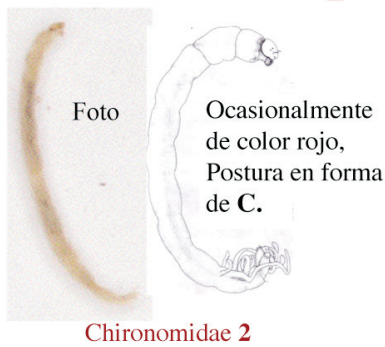 Foto
Ocasionalmente
de color rojo,
Postura en forma
de C.
Chironomidae 2